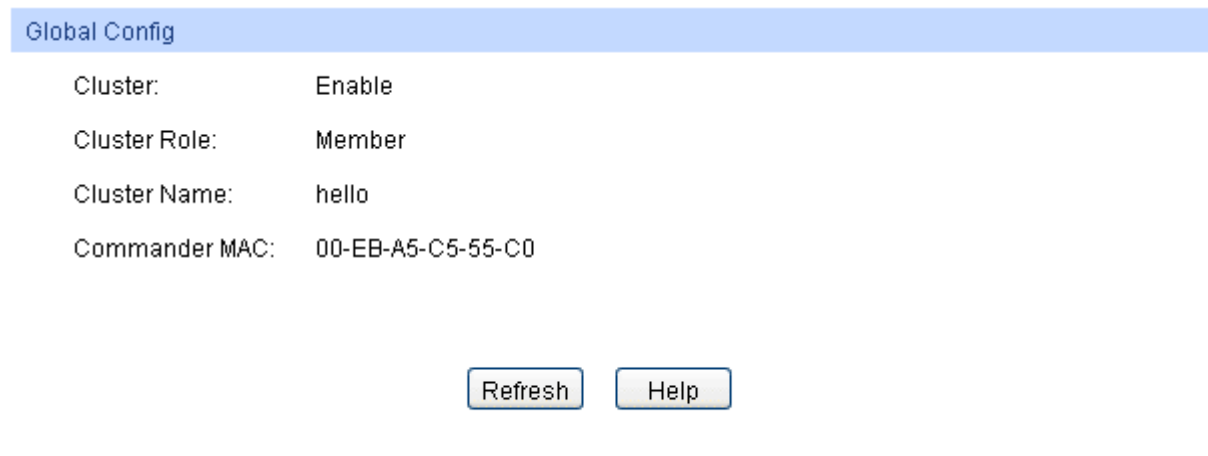 Global Config
Cluster: Enable
Cluster Role: Member
Cluster Name: hello
Commander MAC: 00-EB-A5-C5-55-C0
Refresh Help